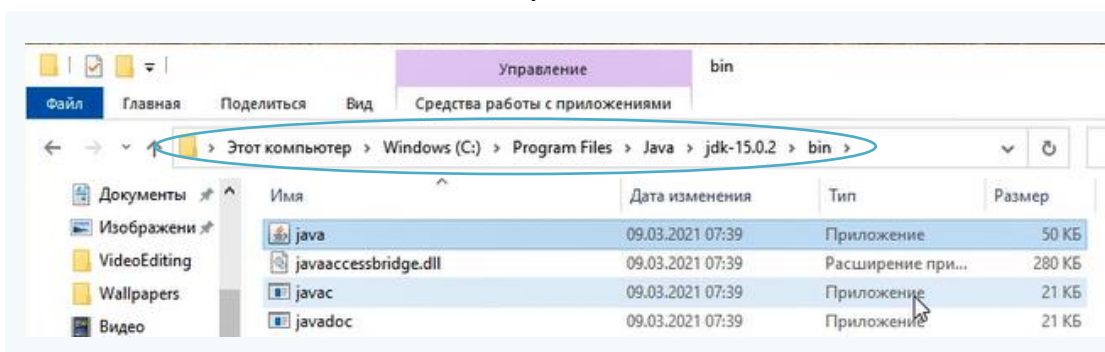 Управление bin
Файл Главная Поделиться Вид Средства работы с приложениями
Этот компьютер > Windows (C:) > Program Files > Java > jdk-15.0.2 > bin >
Документы Имя Дата изменения Тип Размер
Изображени java 09.03.2021 07:39 Приложение 50 КБ
VideoEditing javaaccessbridge.dll 09.03.2021 07:39 Расширение при... 280 КБ
Wallpapers javac 09.03.2021 07:39 Приложение 21 КБ
Видео javadoc 09.03.2021 07:39 Приложение 21 КБ